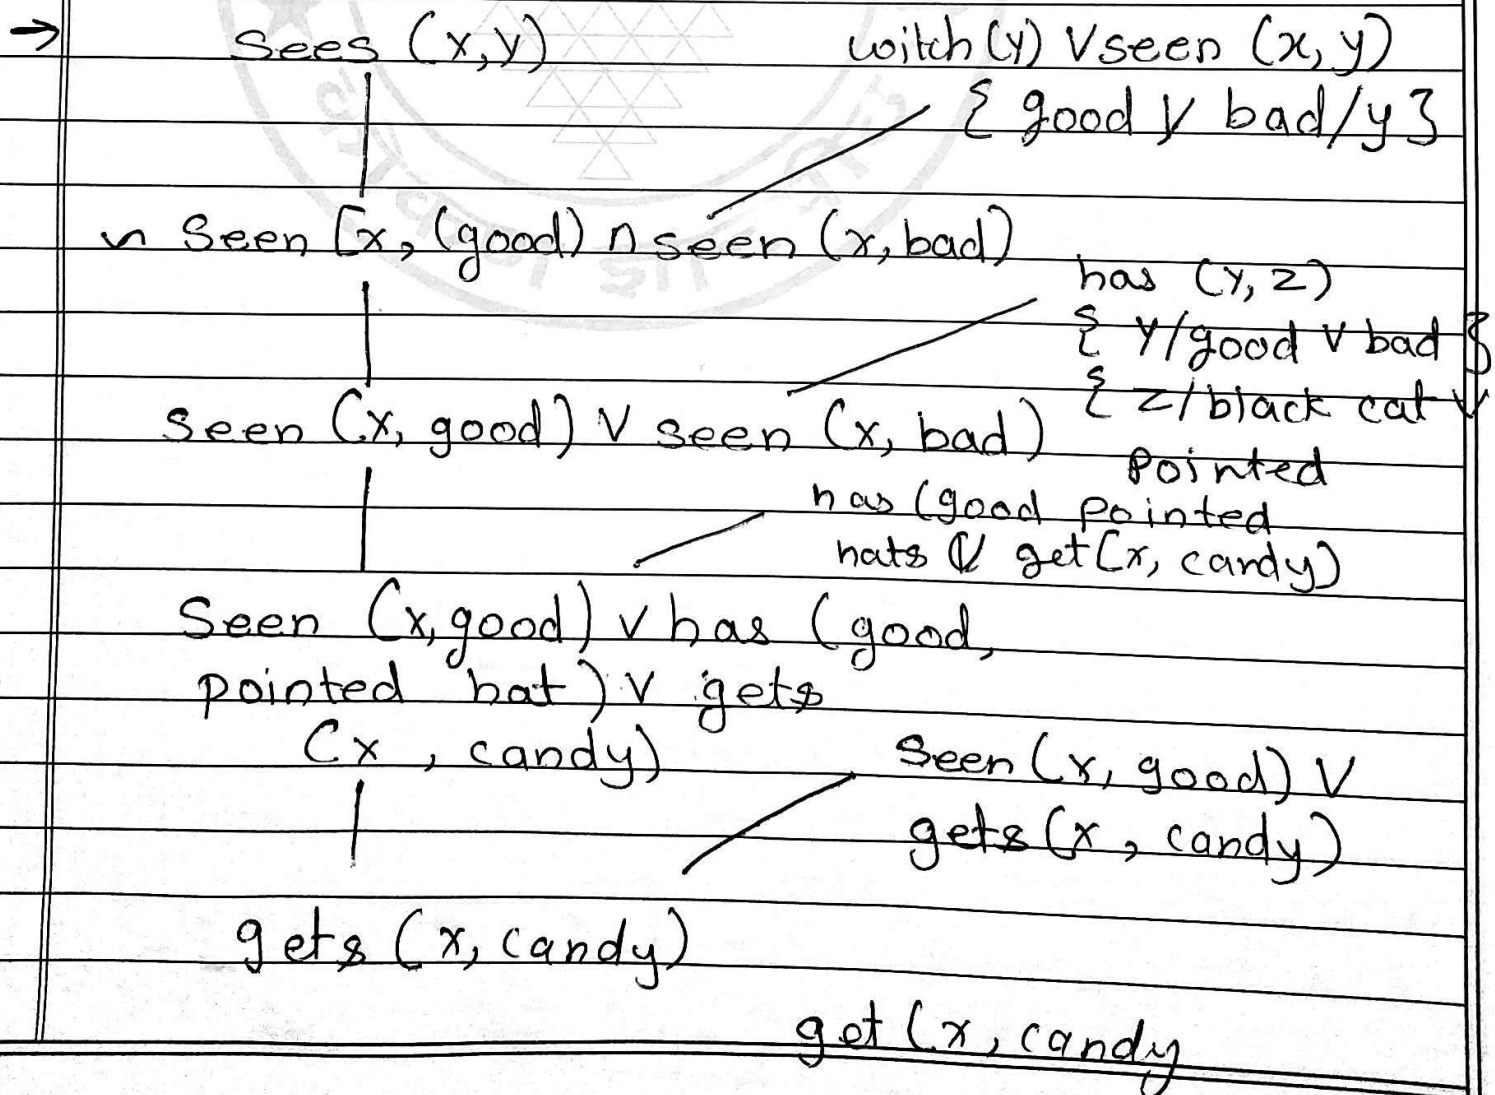 → Sees (x,y) witch (y) V seen (x, y)
{ good V bad/y }
~ Seen [x, (good) ∩ seen (x, bad)
has (Y, Z)
{ Y/good V bad }
{ Z/black cat V
Seen (x, good) V seen (x, bad)
Pointed
has (good pointed
hats V get (x, candy)
Seen (x, good) V has (good,
pointed hat) V gets
(x , candy)
Seen (x, good) V
gets (x , candy)
gets (x, candy)
get (x, candy